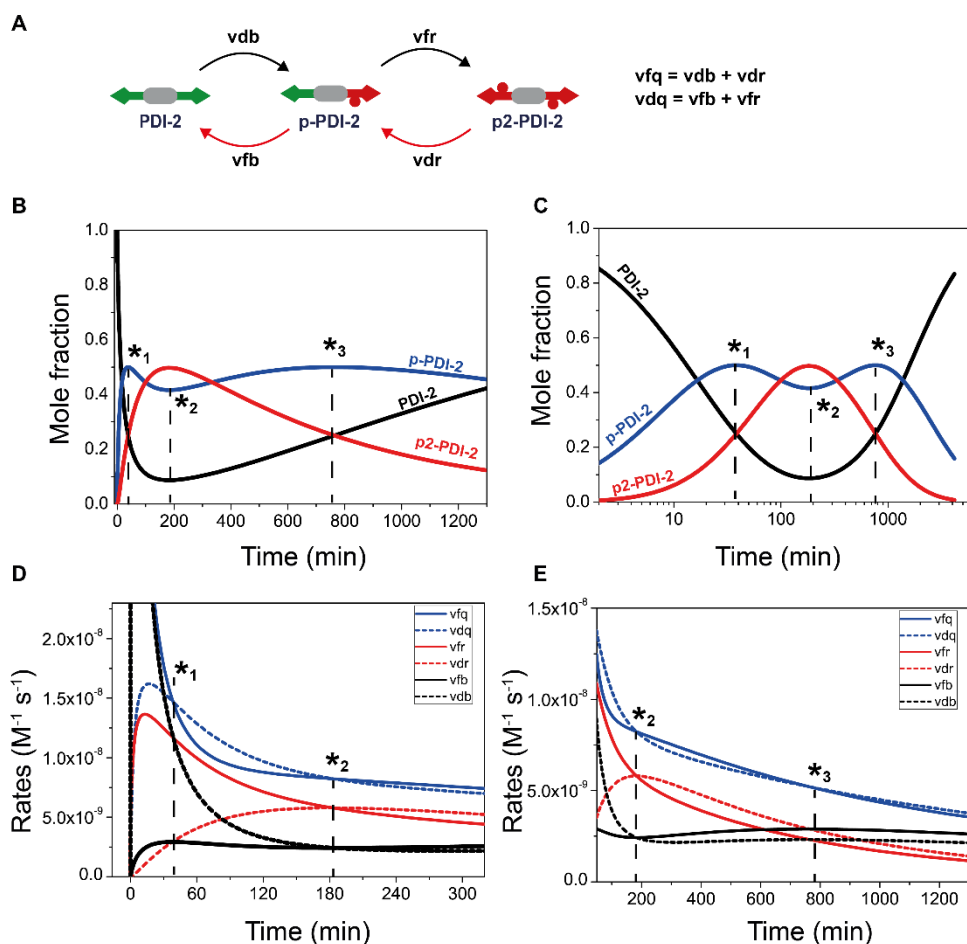 A
vdb
vfr
vfq = vdb + vdr
vdq = vfb + vfr
PDI-2
p-PDI-2
p2-PDI-2
vfb
vdr
B
1.0
0.8
0.6
0.4
0.2
0.0
Mole fraction
*1
*2
*3
p-PDI-2
PDI-2
p2-PDI-2
0 200 400 600 800 1000 1200
Time (min)
C
1.0
0.8
0.6
0.4
0.2
0.0
Mole fraction
PDI-2
p-PDI-2
p2-PDI-2
*1
*2
*3
10 100 1000
Time (min)
D
2.0x10-8
1.5x10-8
1.0x10-8
5.0x10-9
0.0
Rates (M-1 s-1)
*1
*2
vfq
vdq
vfr
vdr
vfb
vdb
0 60 120 180 240 300
Time (min)
E
1.5x10-8
1.0x10-8
5.0x10-9
0.0
Rates (M-1 s-1)
*2
*3
vfq
vdq
vfr
vdr
vfb
vdb
200 400 600 800 1000 1200
Time (min)